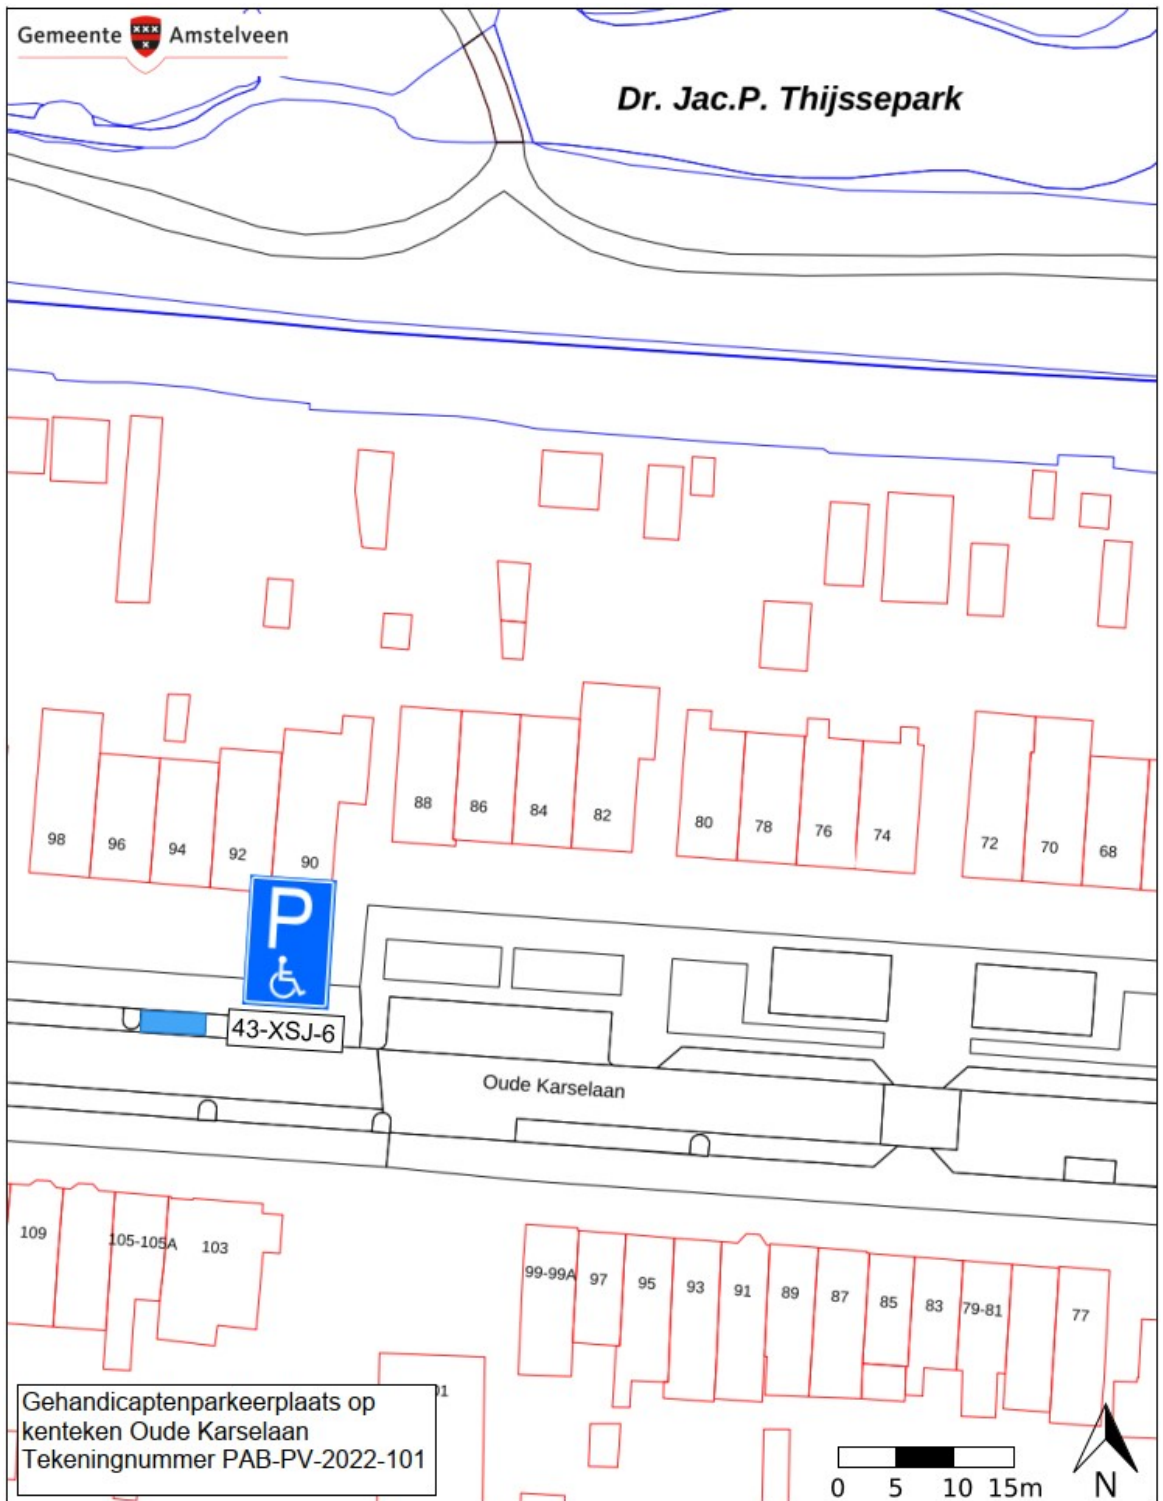 Gemeente XXX X Amstelveen
Dr. Jac.P. Thijssepark
98
96
94
92
90
88
86
84
82
80
78
76
74
72
70
68
P
43-XSJ-6
Oude Karselaan
109
105-105A
103
99-99A
97
95
93
91
89
87
85
83
79-81
77
01
Gehandicaptenparkeerplaats op
kenteken Oude Karselaan
Tekeningnummer PAB-PV-2022-101
0 5 10 15m
N